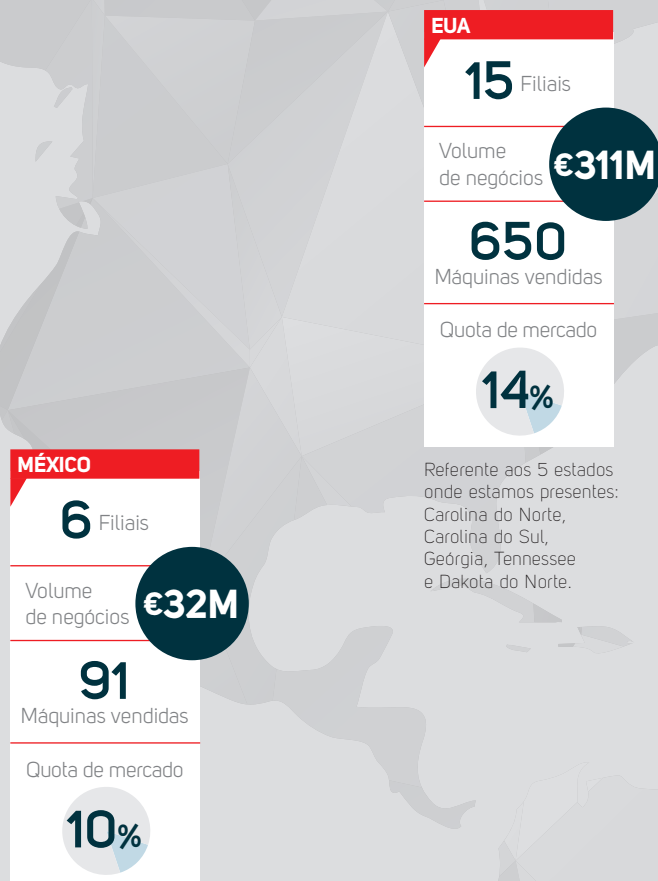 EUA
15 Filiais
Volume
de negócios
€311M
650
Máquinas vendidas
Quota de mercado
14%
Referente aos 5 estados
onde estamos presentes:
Carolina do Norte,
Carolina do Sul,
Geórgia, Tennessee
e Dakota do Norte.
MÉXICO
6 Filiais
Volume
de negócios
€32M
91
Máquinas vendidas
Quota de mercado
10%